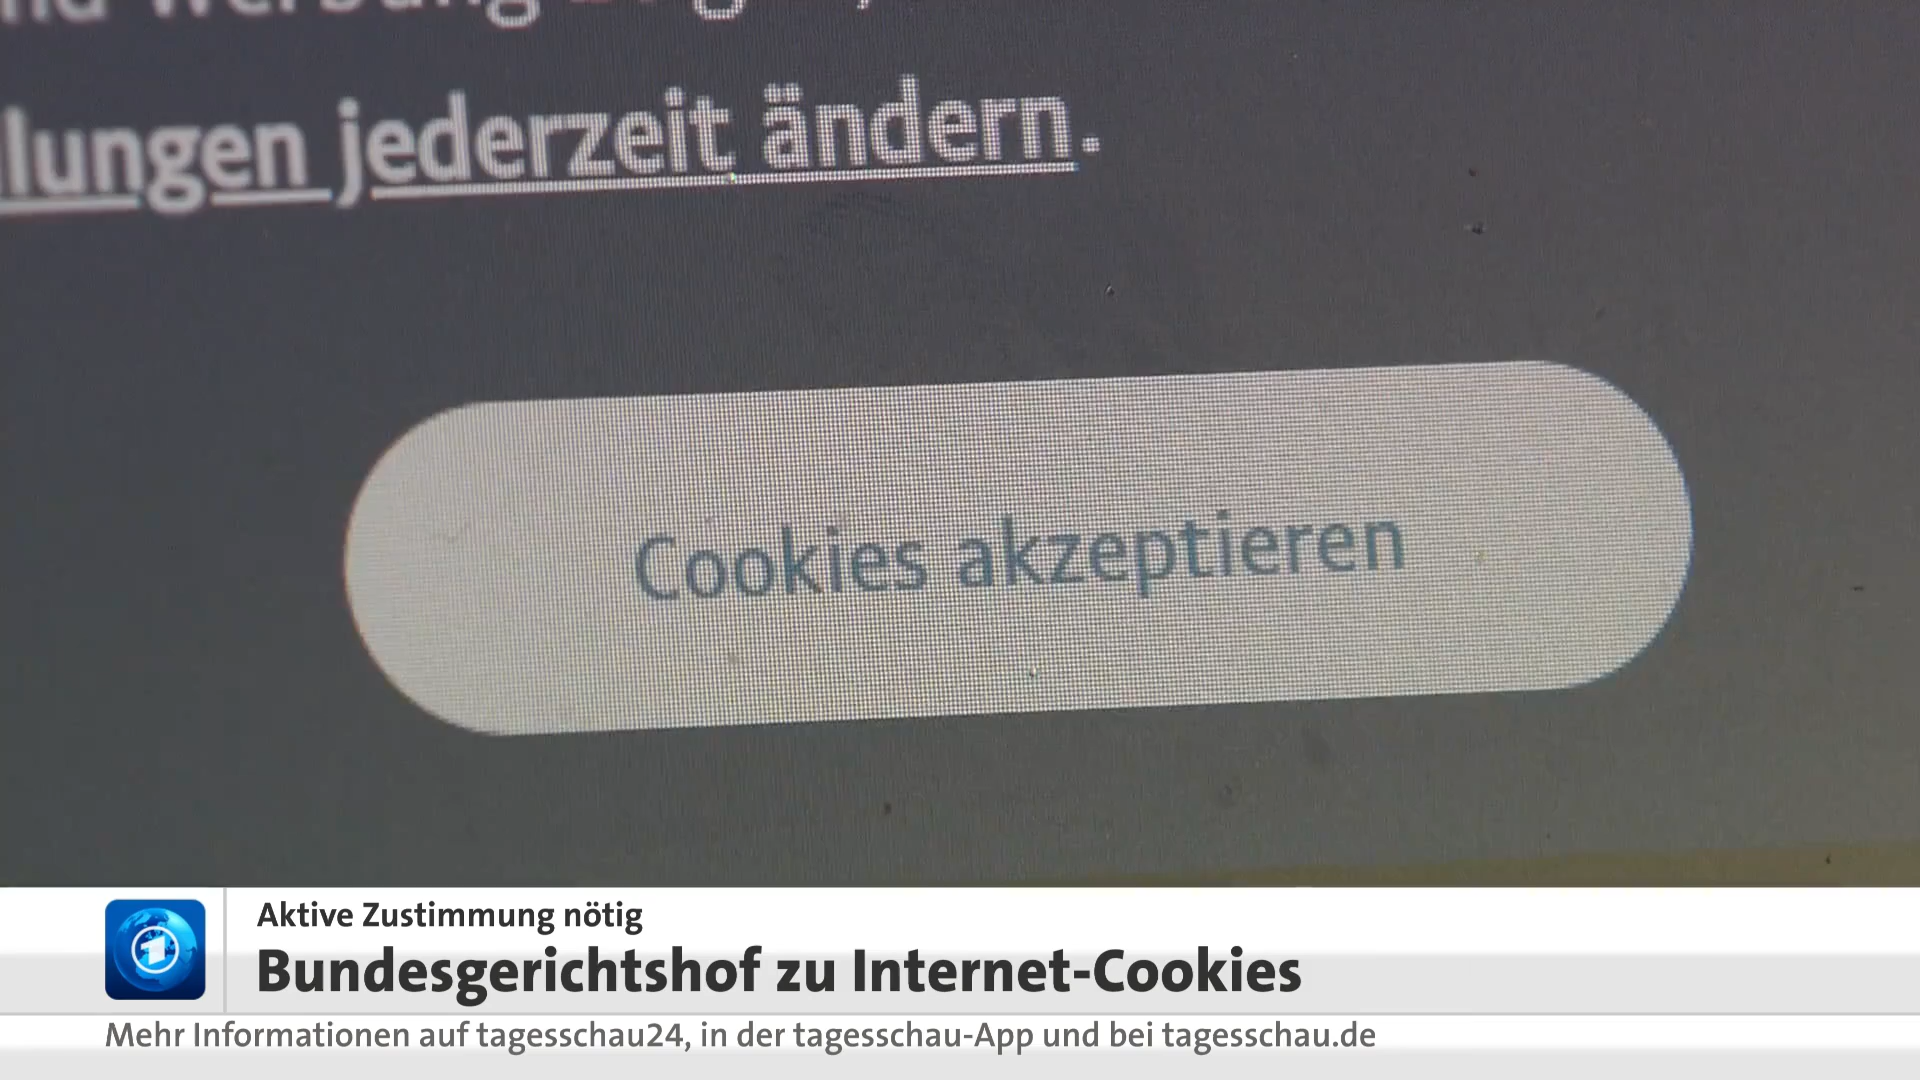 lungen jederzeit ändern.
Cookies akzeptieren
Aktive Zustimmung nötig
Bundesgerichtshof zu Internet-Cookies
Mehr Informationen auf tagesschau24, in der tagesschau-App und bei tagesschau.de